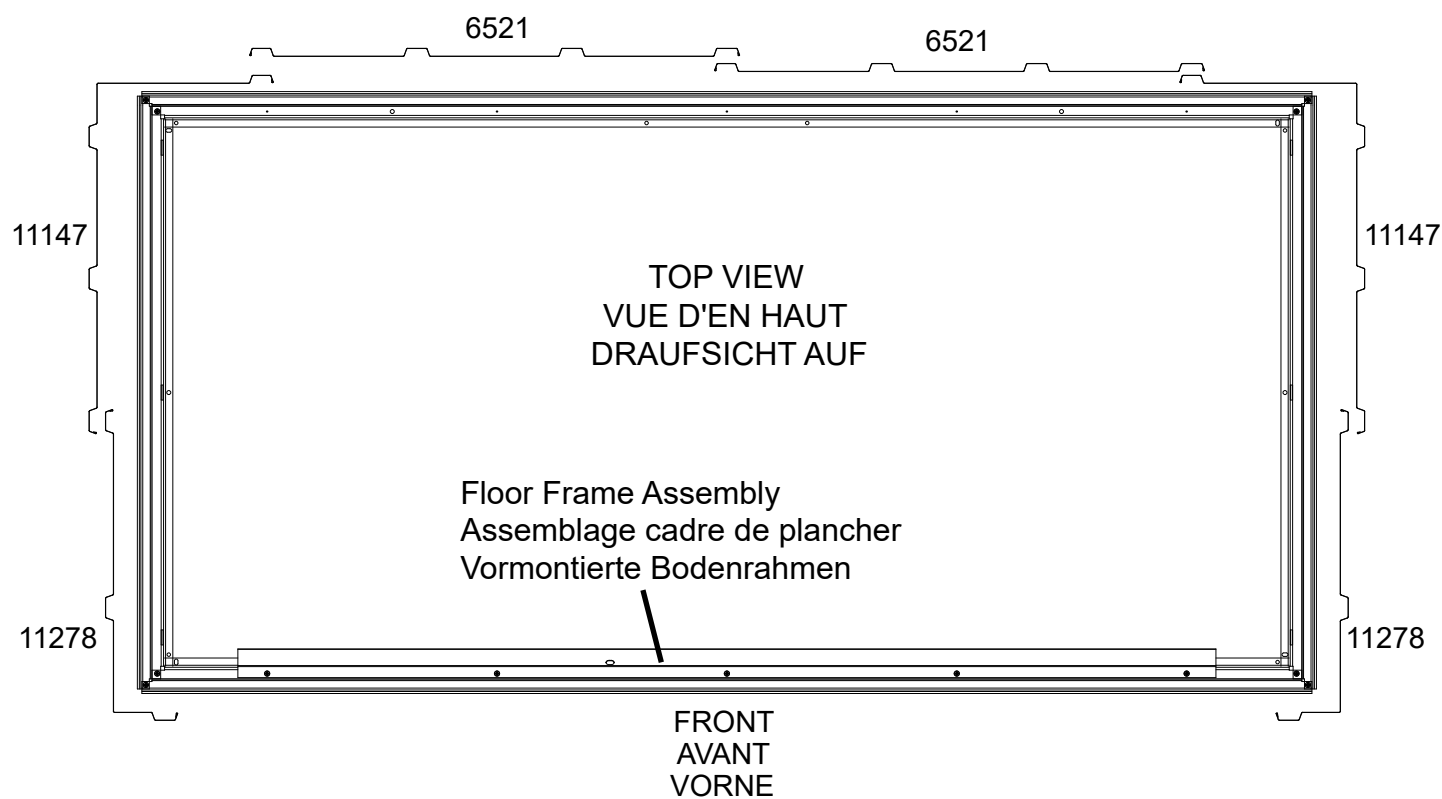 6521
6521
11147
11147
TOP VIEW
VUE D'EN HAUT
DRAUFSICHT AUF
Floor Frame Assembly
Assemblage cadre de plancher
Vormontierte Bodenrahmen
11278
11278
FRONT
AVANT
VORNE